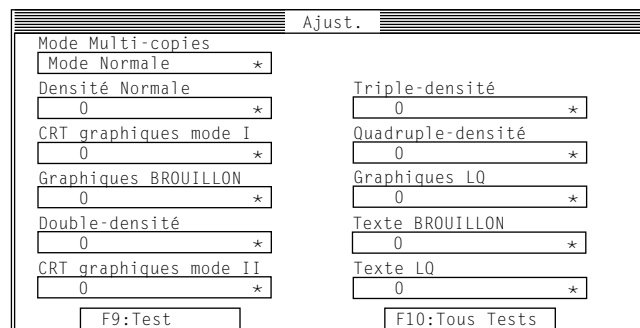 Ajust.
Mode Multi-copies
Mode Normale *
Densité Normale
0 *
CRT graphiques mode I
0 *
Graphiques BROUILLON
0 *
Double-densité
0 *
CRT graphiques mode II
0 *
Triple-densité
0 *
Quadruple-densité
0 *
Graphiques LQ
0 *
Texte BROUILLON
0 *
Texte LQ
0 *
F9:Test
F10:Tous Tests